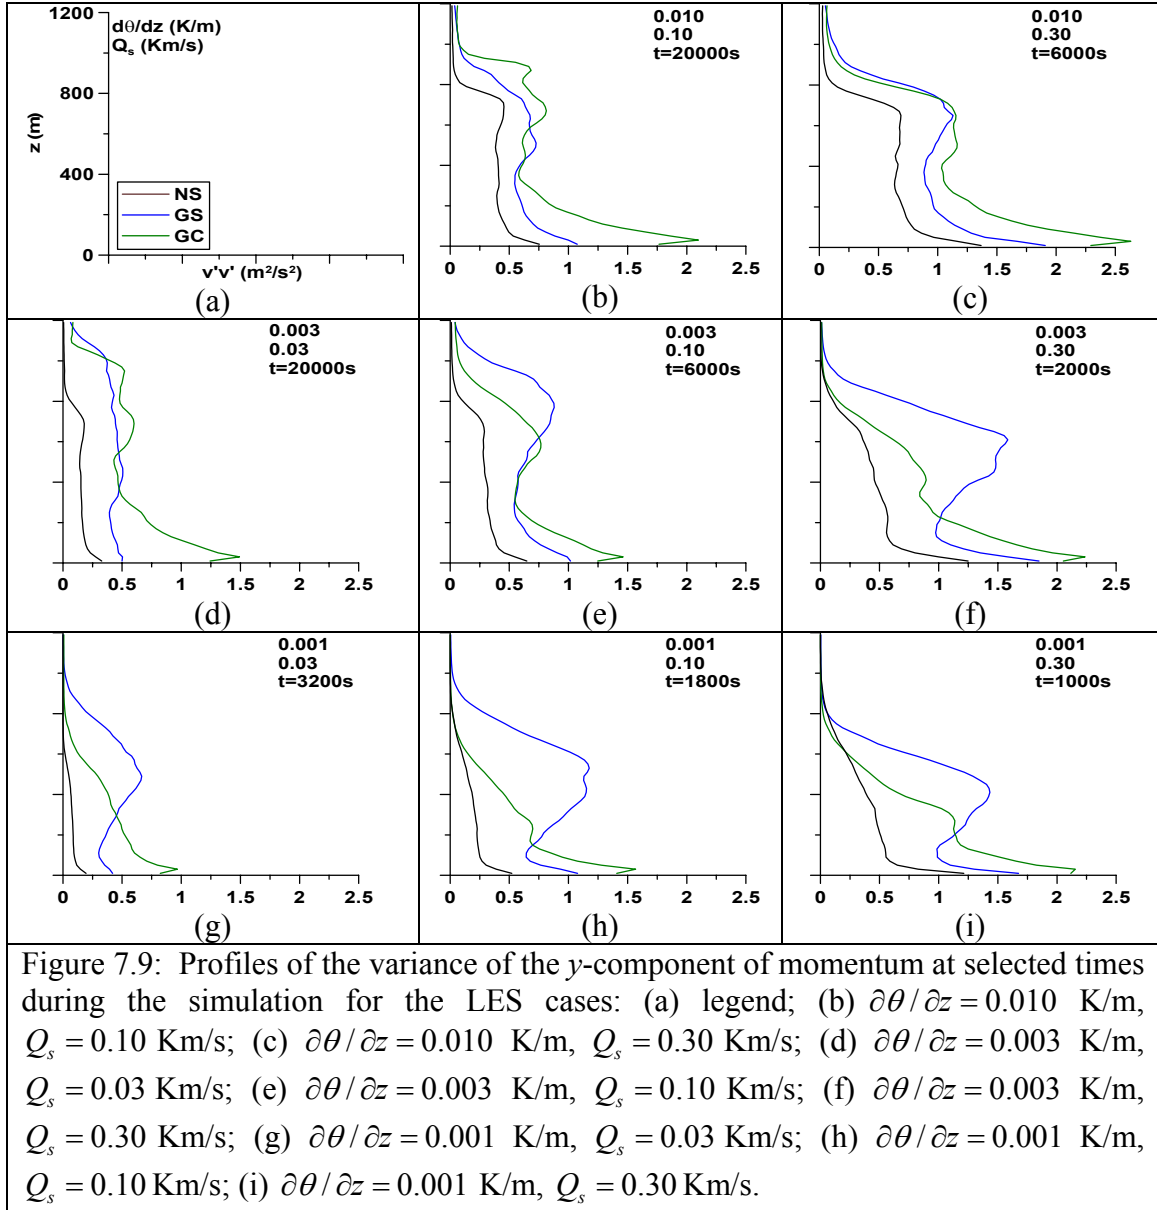 1200
800
400
0
z (m)
dθ/dz (K/m)
Qs (Km/s)
NS
GS
GC
v'v' (m²/s²)
(a)
0.010
0.10
t=20000s
0 0.5 1 1.5 2 2.5
(b)
0.010
0.30
t=6000s
0 0.5 1 1.5 2 2.5
(c)
0.003
0.03
t=20000s
0 0.5 1 1.5 2 2.5
(d)
0.003
0.10
t=6000s
0 0.5 1 1.5 2 2.5
(e)
0.003
0.30
t=2000s
0 0.5 1 1.5 2 2.5
(f)
0.001
0.03
t=3200s
0 0.5 1 1.5 2 2.5
(g)
0.001
0.10
t=1800s
0 0.5 1 1.5 2 2.5
(h)
0.001
0.30
t=1000s
0 0.5 1 1.5 2 2.5
(i)
Figure 7.9: Profiles of the variance of the y-component of momentum at selected times
during the simulation for the LES cases: (a) legend; (b) ∂θ/∂z = 0.010 K/m,
Qs = 0.10 Km/s; (c) ∂θ/∂z = 0.010 K/m, Qs = 0.30 Km/s; (d) ∂θ/∂z = 0.003 K/m,
Qs = 0.03 Km/s; (e) ∂θ/∂z = 0.003 K/m, Qs = 0.10 Km/s; (f) ∂θ/∂z = 0.003 K/m,
Qs = 0.30 Km/s; (g) ∂θ/∂z = 0.001 K/m, Qs = 0.03 Km/s; (h) ∂θ/∂z = 0.001 K/m,
Qs = 0.10 Km/s; (i) ∂θ/∂z = 0.001 K/m, Qs = 0.30 Km/s.